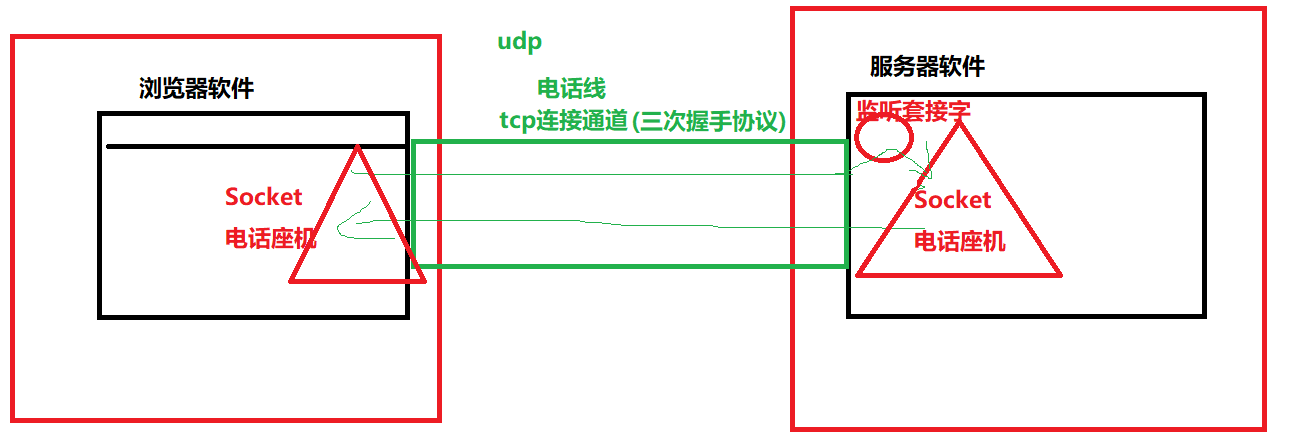 浏览器软件
Socket
电话座机
udp
电话线
tcp连接通道(三次握手协议)
服务器软件
监听套接字
Socket
电话座机